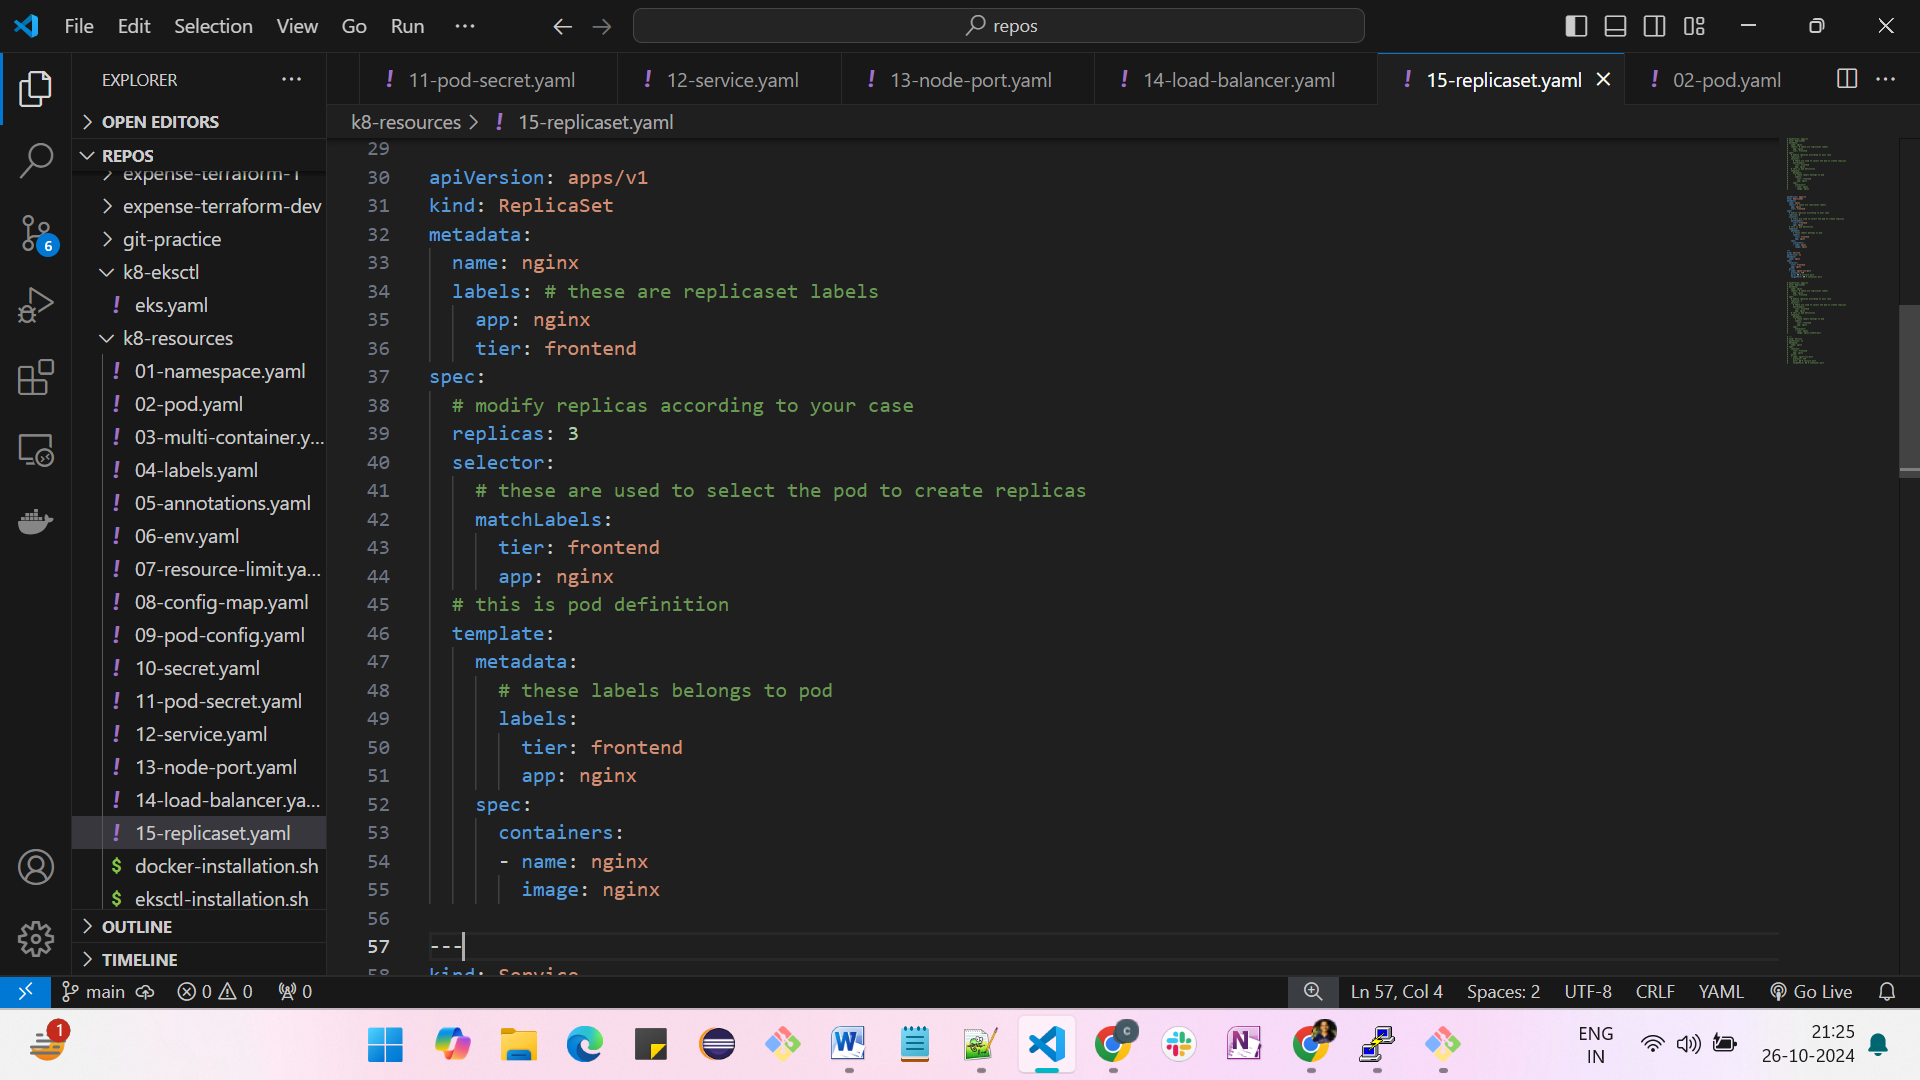 File Edit Selection View Go Run ··· repos
EXPLORER ···
11-pod-secret.yaml 12-service.yaml 13-node-port.yaml 14-load-balancer.yaml 15-replicaset.yaml 02-pod.yaml ···
OPEN EDITORS
REPOS
expense-terraform-1
expense-terraform-dev
git-practice
k8-eksctl
! eks.yaml
k8-resources
! 01-namespace.yaml
! 02-pod.yaml
! 03-multi-container.y...
! 04-labels.yaml
! 05-annotations.yaml
! 06-env.yaml
! 07-resource-limit.ya...
! 08-config-map.yaml
! 09-pod-config.yaml
! 10-secret.yaml
! 11-pod-secret.yaml
! 12-service.yaml
! 13-node-port.yaml
! 14-load-balancer.ya...
! 15-replicaset.yaml
$ docker-installation.sh
$ eksctl-installation.sh
OUTLINE
TIMELINE
6
k8-resources > ! 15-replicaset.yaml
29
30 apiVersion: apps/v1
31 kind: ReplicaSet
32 metadata:
33 name: nginx
34 labels: # these are replicaset labels
35 app: nginx
36 tier: frontend
37 spec:
38 # modify replicas according to your case
39 replicas: 3
40 selector:
41 # these are used to select the pod to create replicas
42 matchLabels:
43 tier: frontend
44 app: nginx
45 # this is pod definition
46 template:
47 metadata:
48 # these labels belongs to pod
49 labels:
50 tier: frontend
51 app: nginx
52 spec:
53 containers:
54 - name: nginx
55 image: nginx
56
57 ---
58 kind: Service
main 0 0 0 Ln 57, Col 4 Spaces: 2 UTF-8 CRLF YAML Go Live
1
ENG
IN
21:25
26-10-2024